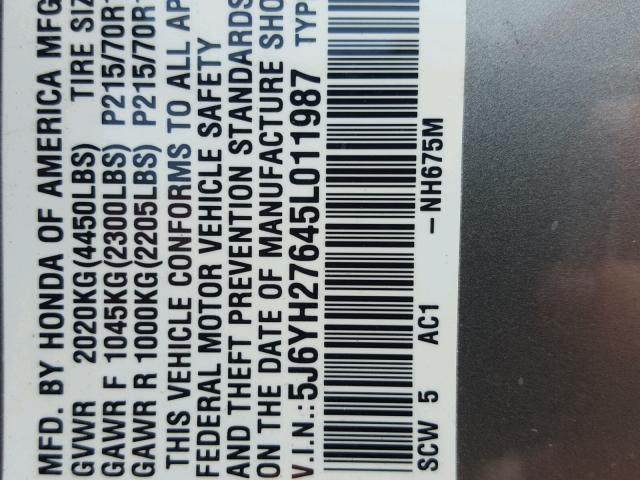 MFD. BY HONDA OF AMERICA MFG
GVWR 2020KG(4450LBS) TIRE SIZ
GAWR F 1045KG(2300LBS) P215/70R1
GAWR R 1000KG(2205LBS) P215/70R1
THIS VEHICLE CONFORMS TO ALL AP
FEDERAL MOTOR VEHICLE SAFETY
AND THEFT PREVENTION STANDARDS
ON THE DATE OF MANUFACTURE SHO
V.I.N.:5J6YH27645L011987 TYP
SCW 5 AC1 -NH675M